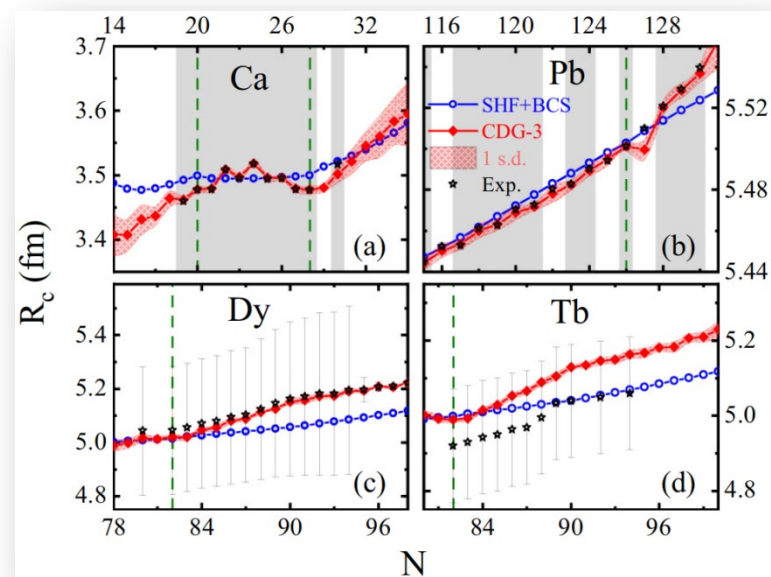 14 20 26 32 116 120 124 128
3.7
Ca
Pb
3.6
SHF+BCS
5.52
CDG-3
3.5
1 s.d.
5.48
Exp.
3.4
(a)
(b)
5.44
R_c (fm)
Dy
Tb
5.4
5.2
5.2
5.0
5.0
4.8
(c)
(d)
4.8
78 84 90 96 84 90 96
N